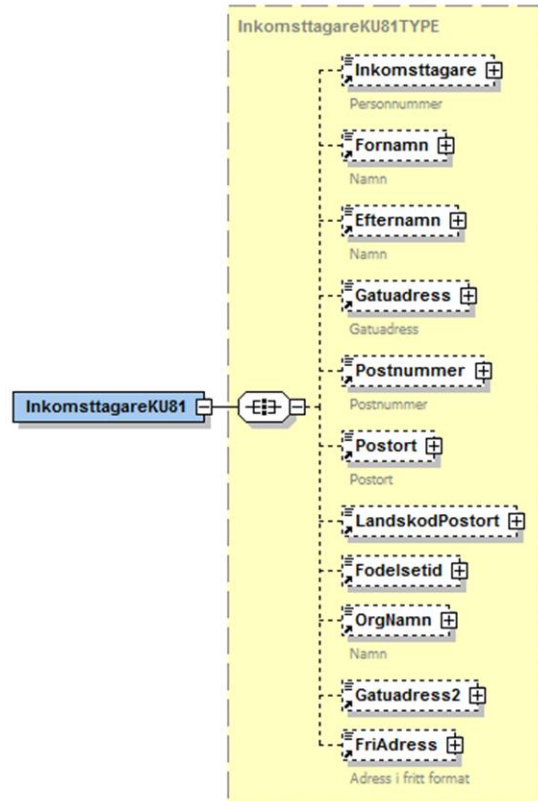 InkomsttagareKU81TYPE
Inkomsttagare
Personnummer
Fornamn
Namn
Efternamn
Namn
Gatuadress
Gatuadress
Postnummer
Postnummer
InkomsttagareKU81
Postort
Postort
LandskodPostort
Fodelsetid
OrgNamn
Namn
Gatuadress2
FriAdress
Adress i fritt format